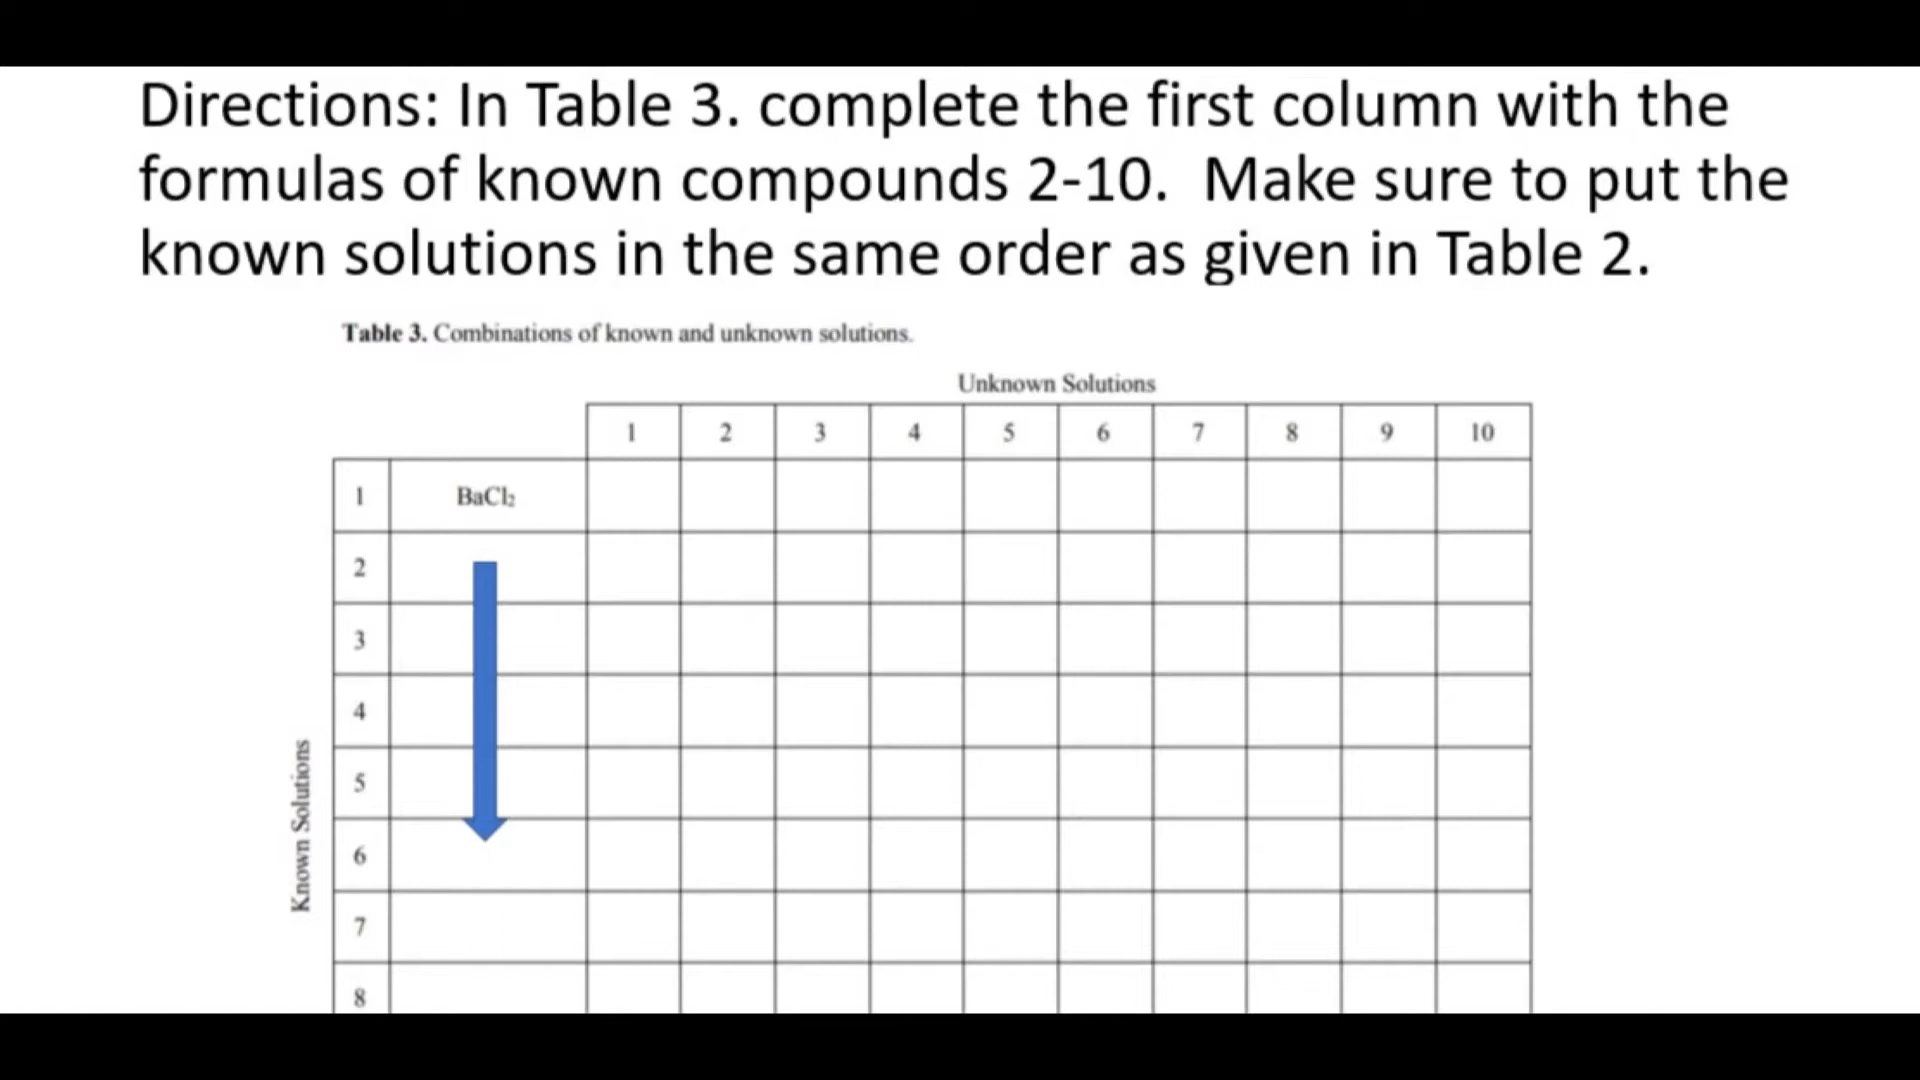 Directions: In Table 3. complete the first column with the
formulas of known compounds 2-10. Make sure to put the
known solutions in the same order as given in Table 2.
Table 3. Combinations of known and unknown solutions.
Unknown Solutions
1 2 3 4 5 6 7 8 9 10
1 BaCl₂
2
3
4
5
6
7
8
Known Solutions